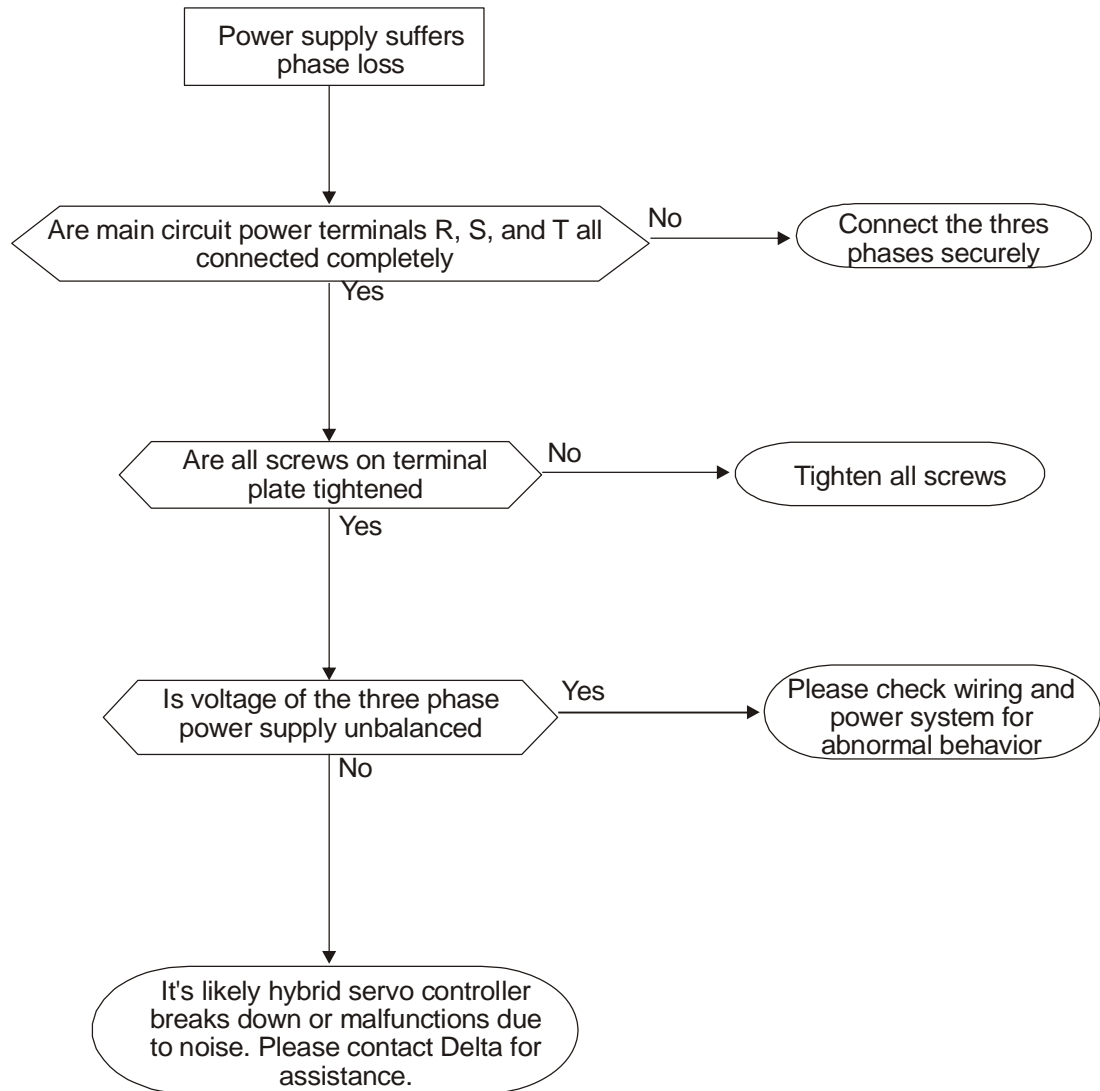 Power supply suffers
phase loss
Are main circuit power terminals R, S, and T all
connected completely
No
Connect the thres
phases securely
Yes
Are all screws on terminal
plate tightened
No
Tighten all screws
Yes
Is voltage of the three phase
power supply unbalanced
Yes
Please check wiring and
power system for
abnormal behavior
No
It's likely hybrid servo controller
breaks down or malfunctions due
to noise. Please contact Delta for
assistance.